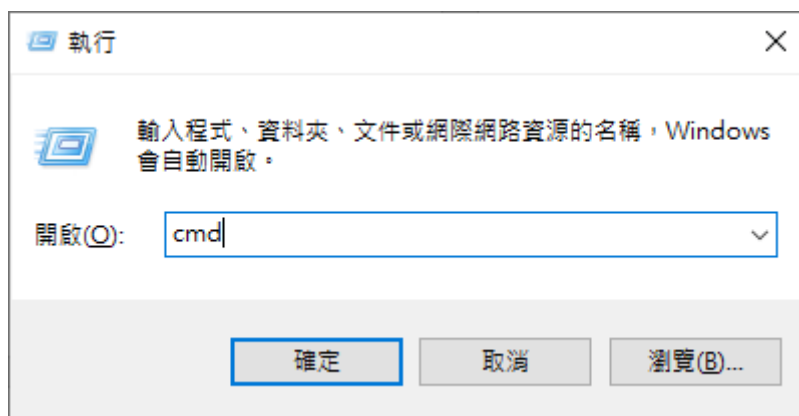 執行
輸入程式、資料夾、文件或網際網路資源的名稱，Windows
會自動開啟。
開啟(O):
cmd
確定
取消
瀏覽(B)...